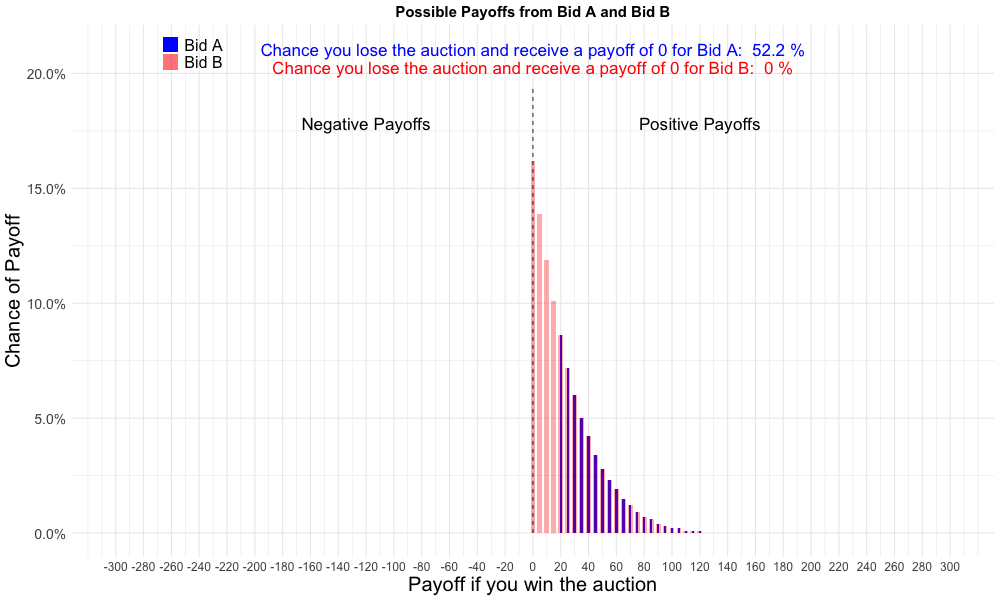 Possible Payoffs from Bid A and Bid B
Bid A
Bid B
Chance you lose the auction and receive a payoff of 0 for Bid A:  52.2 %
Chance you lose the auction and receive a payoff of 0 for Bid B:  0 %
Negative Payoffs
Positive Payoffs
Chance of Payoff
20.0%
15.0%
10.0%
5.0%
0.0%
-300 -280 -260 -240 -220 -200 -180 -160 -140 -120 -100 -80 -60 -40 -20 0 20 40 60 80 100 120 140 160 180 200 220 240 260 280 300
Payoff if you win the auction